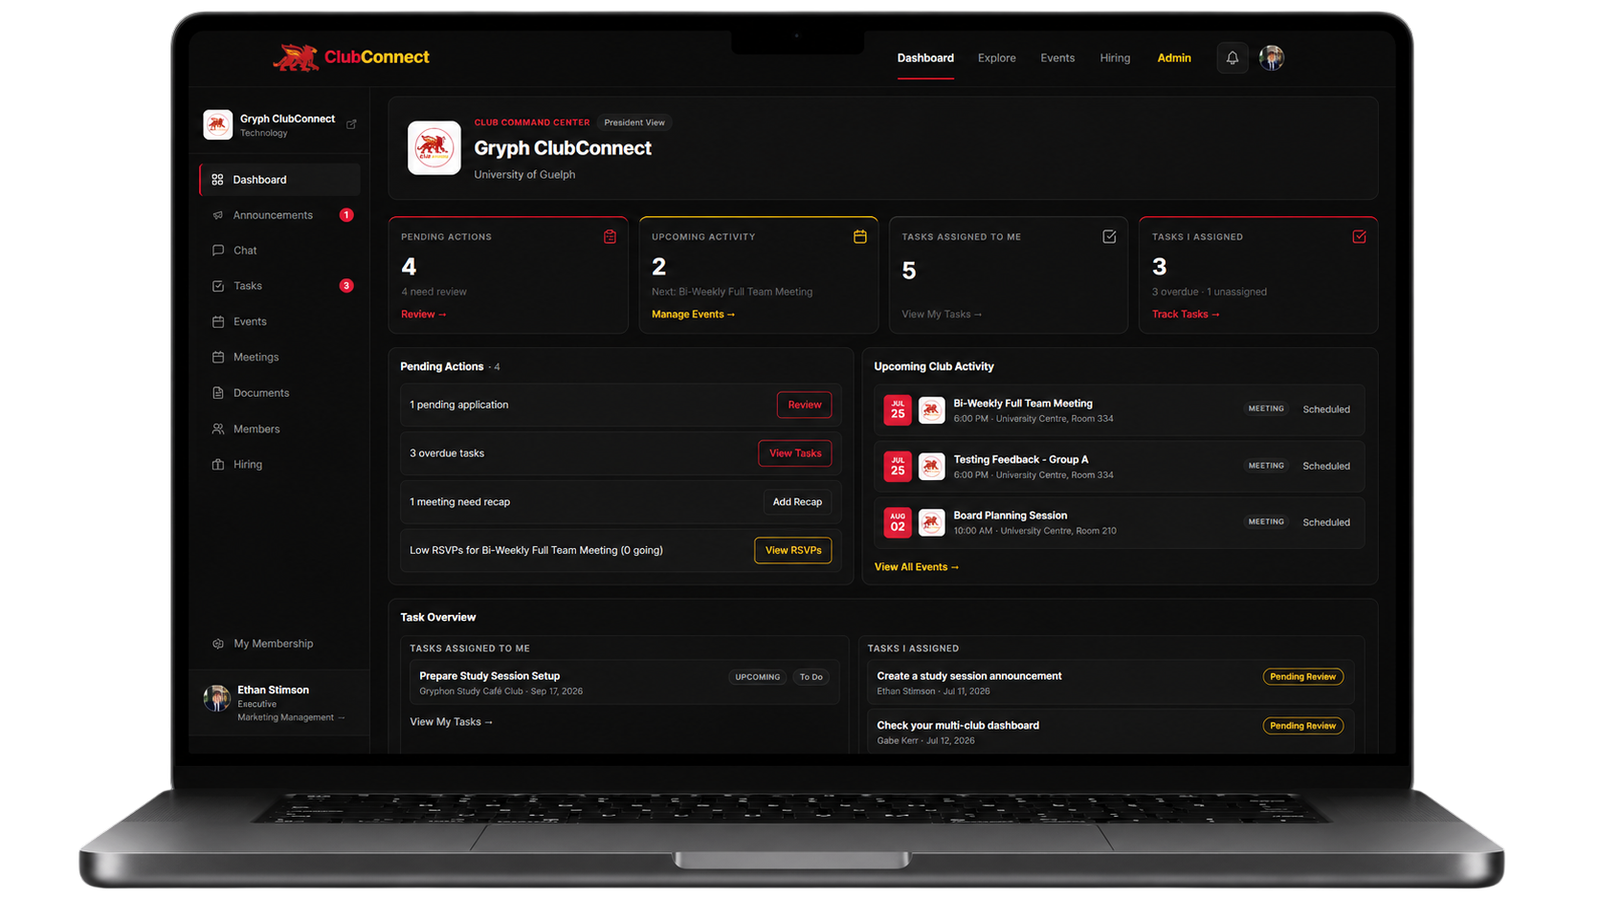 ClubConnect
Dashboard
Explore
Events
Hiring
Admin
Gryph ClubConnect
Technology
Dashboard
Announcements
1
Chat
Tasks
3
Events
Meetings
Documents
Members
Hiring
My Membership
Ethan Stimson
Executive
Marketing Management →
CLUB COMMAND CENTER
President View
Gryph ClubConnect
University of Guelph
PENDING ACTIONS
4
4 need review
Review →
UPCOMING ACTIVITY
2
Next: Bi-Weekly Full Team Meeting
Manage Events →
TASKS ASSIGNED TO ME
5
View My Tasks →
TASKS I ASSIGNED
3
3 overdue · 1 unassigned
Track Tasks →
Pending Actions · 4
1 pending application
Review
3 overdue tasks
View Tasks
1 meeting need recap
Add Recap
Low RSVPs for Bi-Weekly Full Team Meeting (0 going)
View RSVPs
Upcoming Club Activity
JUL
25
Bi-Weekly Full Team Meeting
6:00 PM · University Centre, Room 334
MEETING
Scheduled
JUL
25
Testing Feedback - Group A
6:00 PM · University Centre, Room 334
MEETING
Scheduled
AUG
02
Board Planning Session
10:00 AM · University Centre, Room 210
MEETING
Scheduled
View All Events →
Task Overview
TASKS ASSIGNED TO ME
Prepare Study Session Setup
Gryphon Study Café Club · Sep 17, 2026
UPCOMING
To Do
View My Tasks →
TASKS I ASSIGNED
Create a study session announcement
Ethan Stimson · Jul 11, 2026
Pending Review
Check your multi-club dashboard
Gabe Kerr · Jul 12, 2026
Pending Review